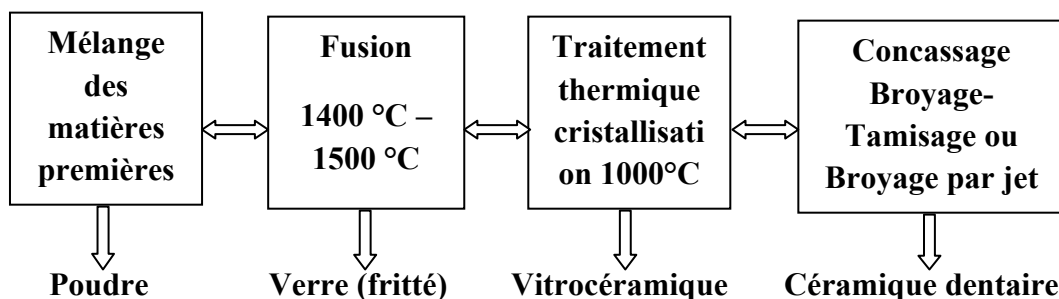 Mélange
des
matières
premières
Fusion
1400 °C –
1500 °C
Traitement
thermique
cristallisati
on 1000°C
Concassage
Broyage-
Tamisage ou
Broyage par jet
Poudre
Verre (fritté)
Vitrocéramique
Céramique dentaire